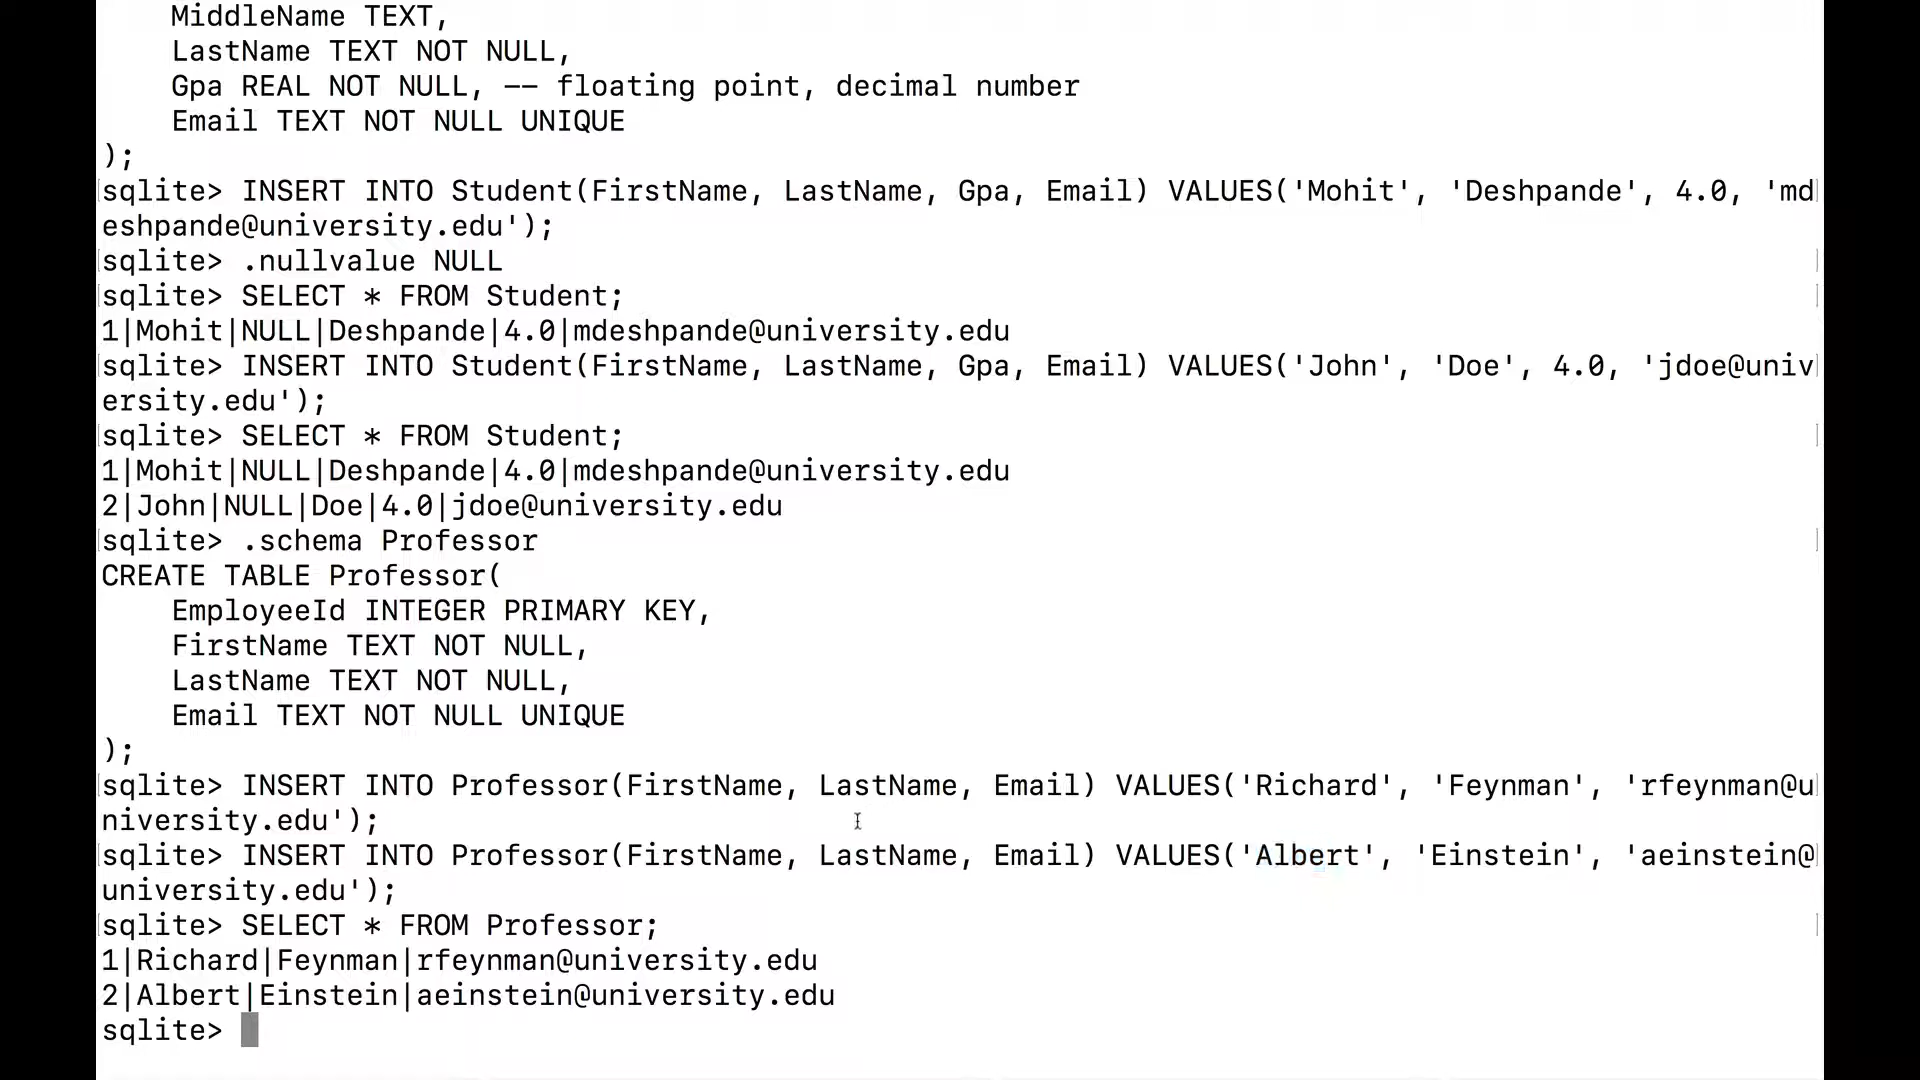 MiddleName TEXT,
LastName TEXT NOT NULL,
Gpa REAL NOT NULL, -- floating point, decimal number
Email TEXT NOT NULL UNIQUE
);
sqlite> INSERT INTO Student(FirstName, LastName, Gpa, Email) VALUES('Mohit', 'Deshpande', 4.0, 'md
eshpande@university.edu');
sqlite> .nullvalue NULL
sqlite> SELECT * FROM Student;
1|Mohit|NULL|Deshpande|4.0|mdeshpande@university.edu
sqlite> INSERT INTO Student(FirstName, LastName, Gpa, Email) VALUES('John', 'Doe', 4.0, 'jdoe@univ
ersity.edu');
sqlite> SELECT * FROM Student;
1|Mohit|NULL|Deshpande|4.0|mdeshpande@university.edu
2|John|NULL|Doe|4.0|jdoe@university.edu
sqlite> .schema Professor
CREATE TABLE Professor(
EmployeeId INTEGER PRIMARY KEY,
FirstName TEXT NOT NULL,
LastName TEXT NOT NULL,
Email TEXT NOT NULL UNIQUE
);
sqlite> INSERT INTO Professor(FirstName, LastName, Email) VALUES('Richard', 'Feynman', 'rfeynman@u
niversity.edu');
sqlite> INSERT INTO Professor(FirstName, LastName, Email) VALUES('Albert', 'Einstein', 'aeinstein@
university.edu');
sqlite> SELECT * FROM Professor;
1|Richard|Feynman|rfeynman@university.edu
2|Albert|Einstein|aeinstein@university.edu
sqlite>